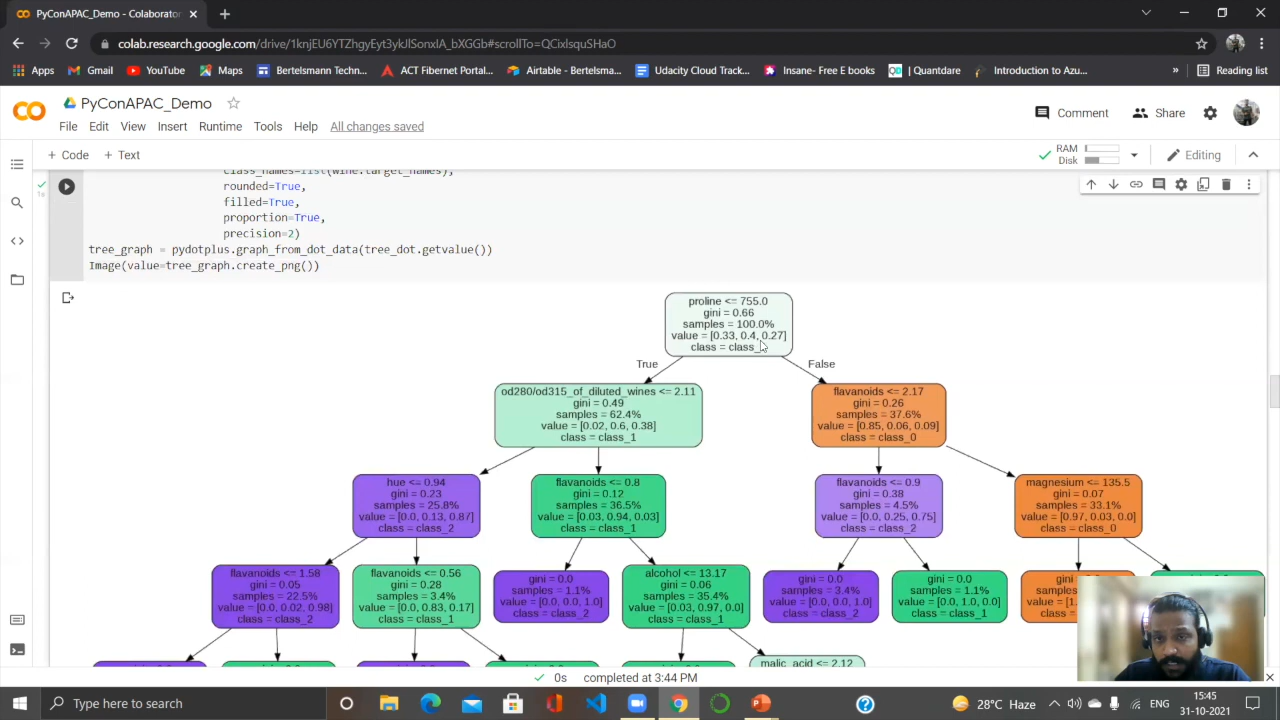 PyConAPAC_Demo - Collaborator
colab.research.google.com/drive/1knjEU6YTZhgyEyt3ykJlSonxIA_bXGGb#scrollTo=QCixlsquSHaO
Apps
Gmail
YouTube
Maps
Bertelsmann Techn...
ACT Fibernet Portal...
Airtable - Bertelsma...
Udacity Cloud Track...
Insane- Free E books
Quandare
Introduction to Azu...
»
Reading list
PyConAPAC_Demo
Comment
Share
File Edit View Insert Runtime Tools Help All changes saved
+ Code + Text
RAM
Disk
Editing
class_names=list(wine.target_names),
rounded=True,
filled=True,
proportion=True,
precision=2)
tree_graph = pydotplus.graph_from_dot_data(tree_dot.getvalue())
Image(value=tree_graph.create_png())
proline <= 755.0
gini = 0.66
samples = 100.0%
value = [0.33, 0.4, 0.27]
class = class_
True
False
od280/od315_of_diluted_wines <= 2.11
gini = 0.49
samples = 62.4%
value = [0.02, 0.6, 0.38]
class = class_1
flavanoids <= 2.17
gini = 0.26
samples = 37.6%
value = [0.85, 0.06, 0.09]
class = class_0
hue <= 0.94
gini = 0.23
samples = 25.8%
value = [0.0, 0.13, 0.87]
class = class_2
flavanoids <= 0.8
gini = 0.12
samples = 36.5%
value = [0.03, 0.94, 0.03]
class = class_1
flavanoids <= 0.9
gini = 0.38
samples = 4.5%
value = [0.0, 0.25, 0.75]
class = class_2
magnesium <= 135.5
gini = 0.07
samples = 33.1%
value = [0.97, 0.03, 0.0]
class = class_0
flavanoids <= 1.58
gini = 0.05
samples = 22.5%
value = [0.0, 0.02, 0.98]
class = class_2
flavanoids <= 0.56
gini = 0.28
samples = 3.4%
value = [0.0, 0.83, 0.17]
class = class_1
gini = 0.0
samples = 1.1%
value = [0.0, 0.0, 1.0]
class = class_2
alcohol <= 13.17
gini = 0.06
samples = 35.4%
value = [0.03, 0.97, 0.0]
class = class_1
gini = 0.0
samples = 3.4%
value = [0.0, 0.0, 1.0]
class = class_2
gini = 0.0
samples = 1.1%
value = [0.0, 1.0, 0.0]
class = class_1
gini
samples
value = [1.
class =
malic_acid <= 2.12
0s completed at 3:44 PM
Type here to search
28°C Haze
ENG
15:45
31-10-2021